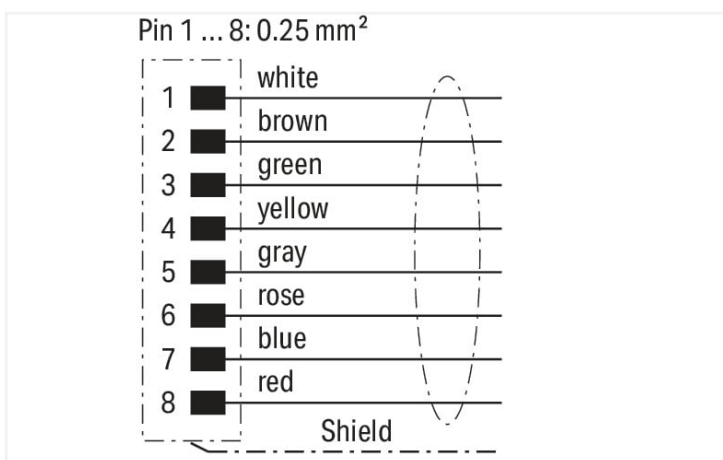 Pin 1 ... 8: 0.25 mm²
1 white
2 brown
3 green
4 yellow
5 gray
6 rose
7 blue
8 red
Shield